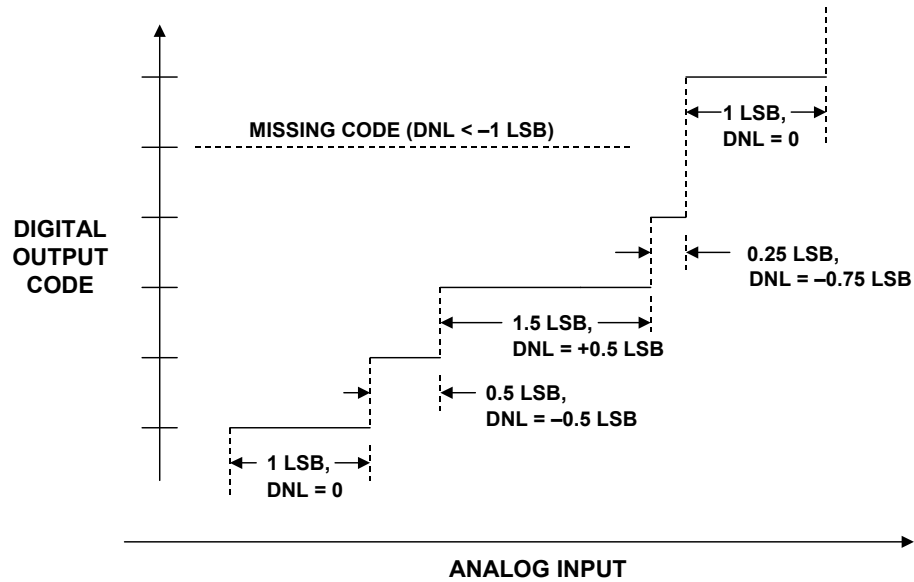 MISSING CODE (DNL < –1 LSB)
1 LSB,
DNL = 0
DIGITAL
OUTPUT
CODE
0.25 LSB,
DNL = –0.75 LSB
1.5 LSB,
DNL = +0.5 LSB
0.5 LSB,
DNL = –0.5 LSB
1 LSB,
DNL = 0
ANALOG INPUT